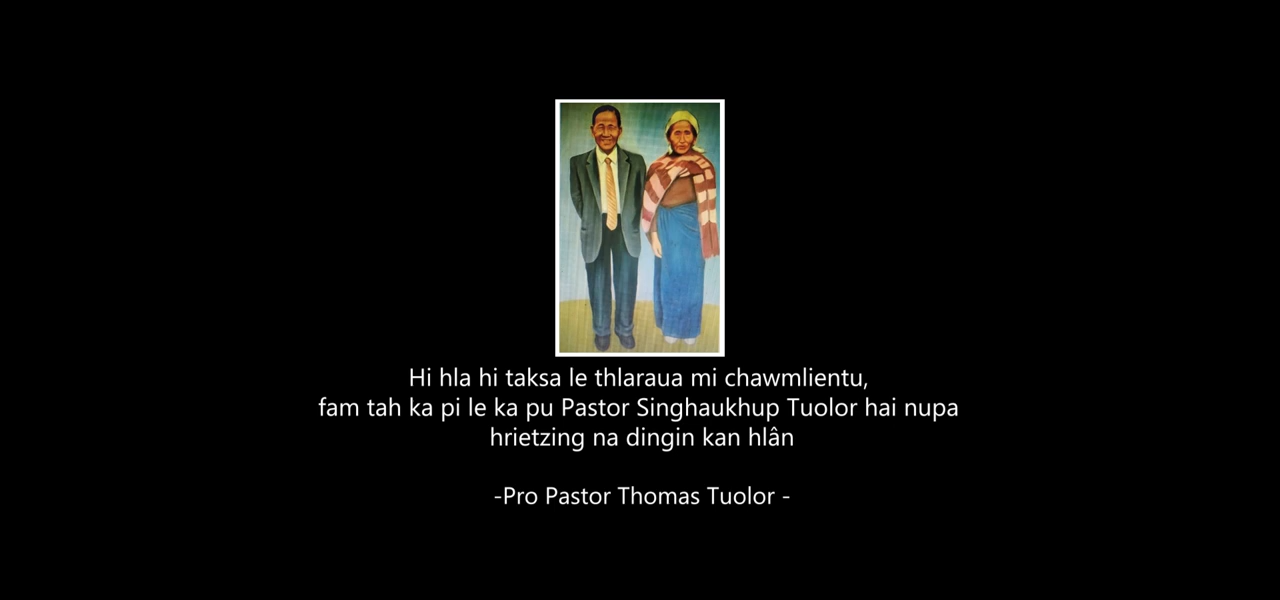 Hi hla hi taksa le thlaraua mi chawmlientu,
fam tah ka pi le ka pu Pastor Singhaukhup Tuolor hai nupa
hrietzing na dingin kan hlân
-Pro Pastor Thomas Tuolor -